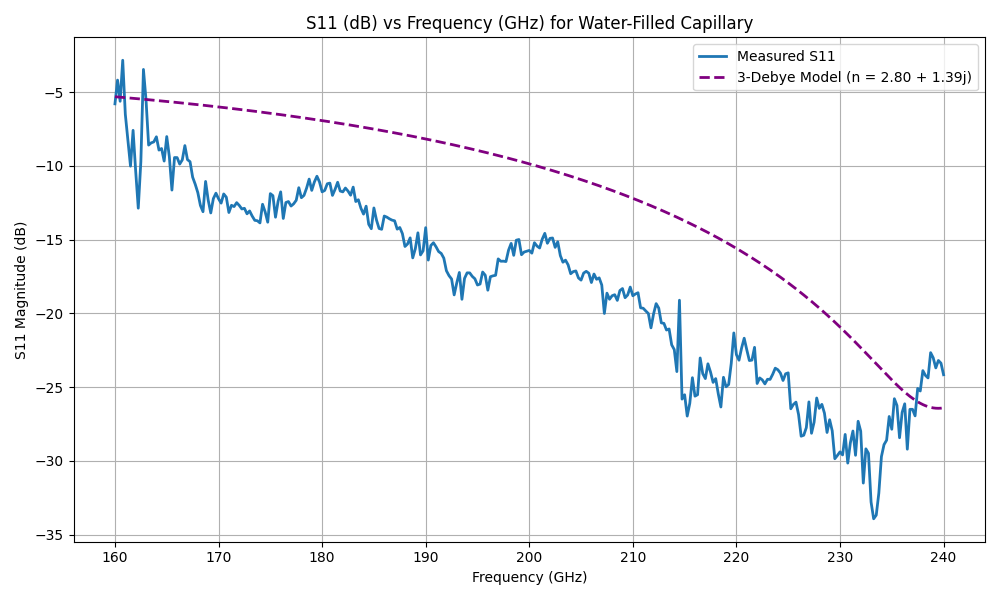 S11 (dB) vs Frequency (GHz) for Water-Filled Capillary
Measured S11
3-Debye Model (n = 2.80 + 1.39j)
S11 Magnitude (dB)
−5
−10
−15
−20
−25
−30
−35
160 170 180 190 200 210 220 230 240
Frequency (GHz)